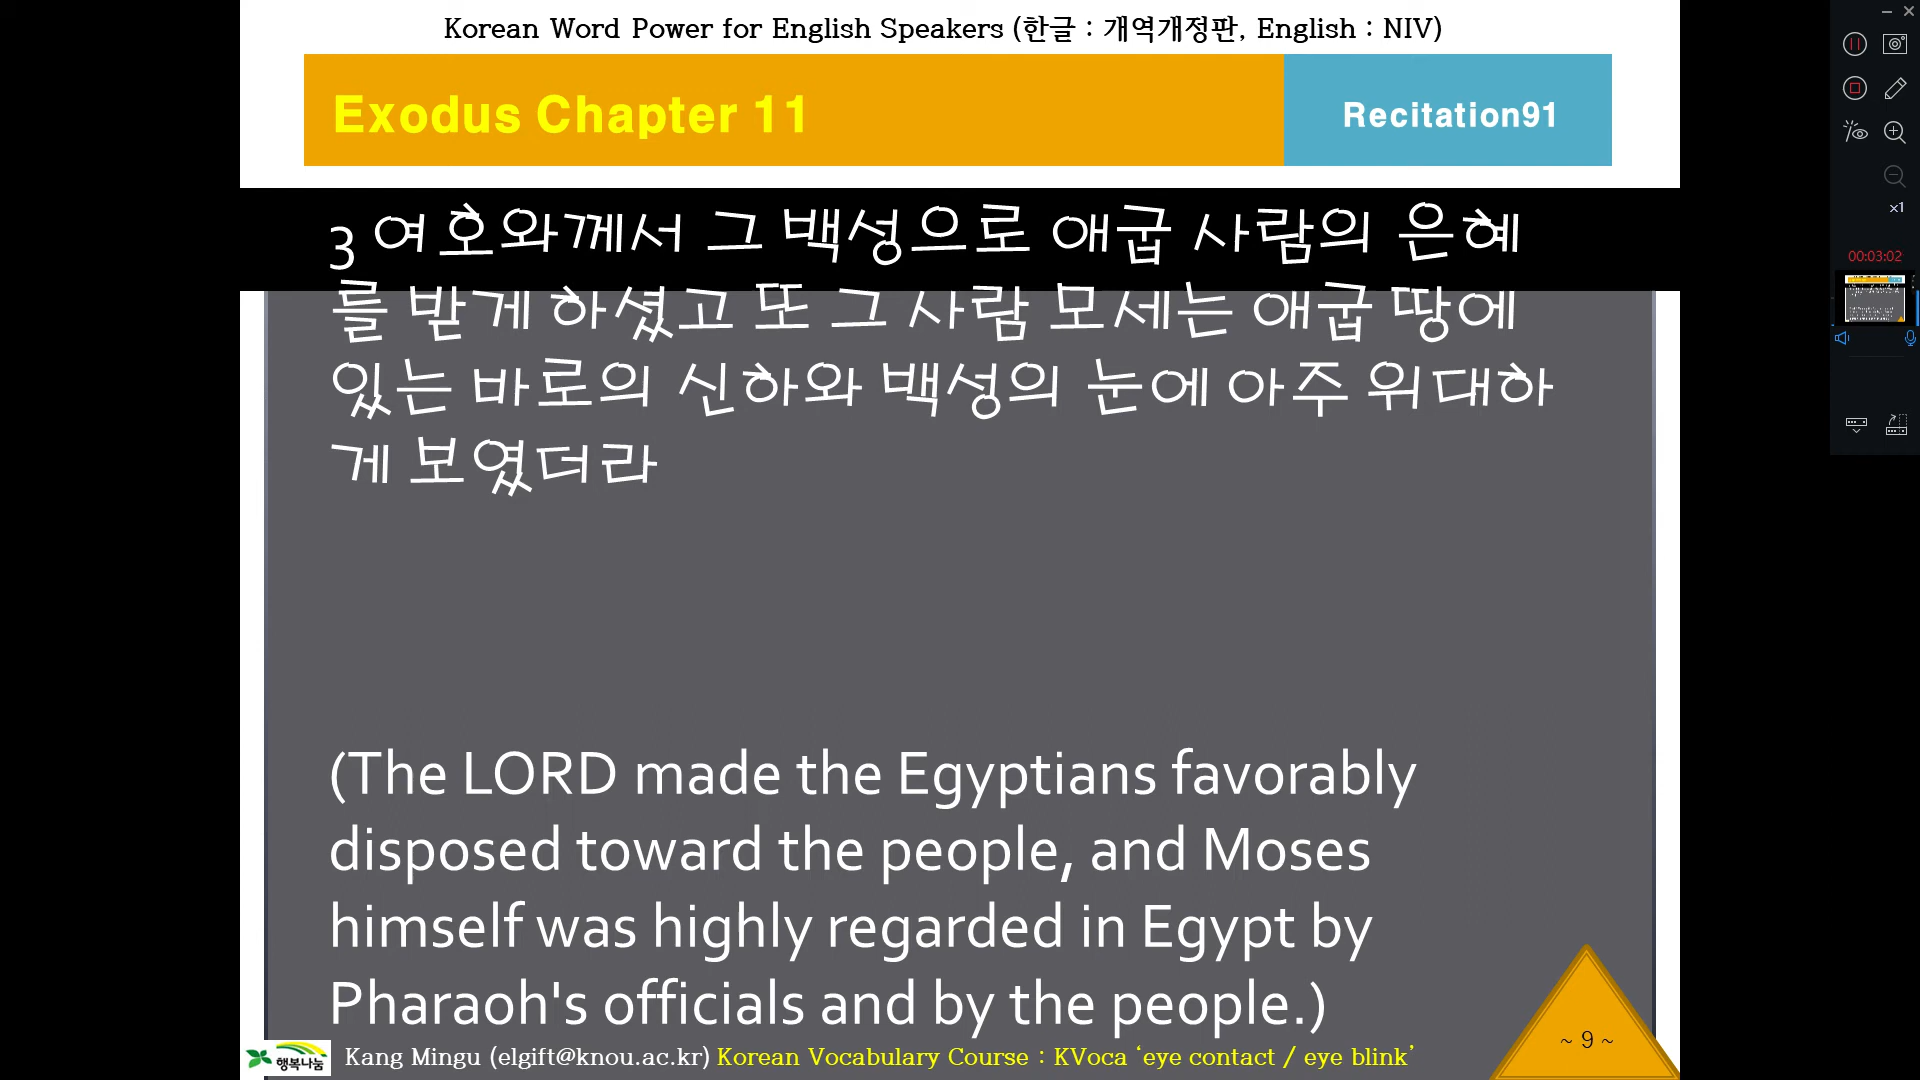 Korean Word Power for English Speakers (한글 : 개역개정판, English : NIV)
Exodus Chapter 11
Recitation91
3 여호와께서 그 백성으로 애굽 사람의 은혜
를 받게 하셨고 또 그 사람 모세는 애굽 땅에
있는 바로의 신하와 백성의 눈에 아주 위대하
게 보였더라
(The LORD made the Egyptians favorably
disposed toward the people, and Moses
himself was highly regarded in Egypt by
Pharaoh's officials and by the people.)
행복나눔 Kang Mingu (elgift@knou.ac.kr) Korean Vocabulary Course : KVoca ‘eye contact / eye blink’
~ 9 ~
x1
00:03:02